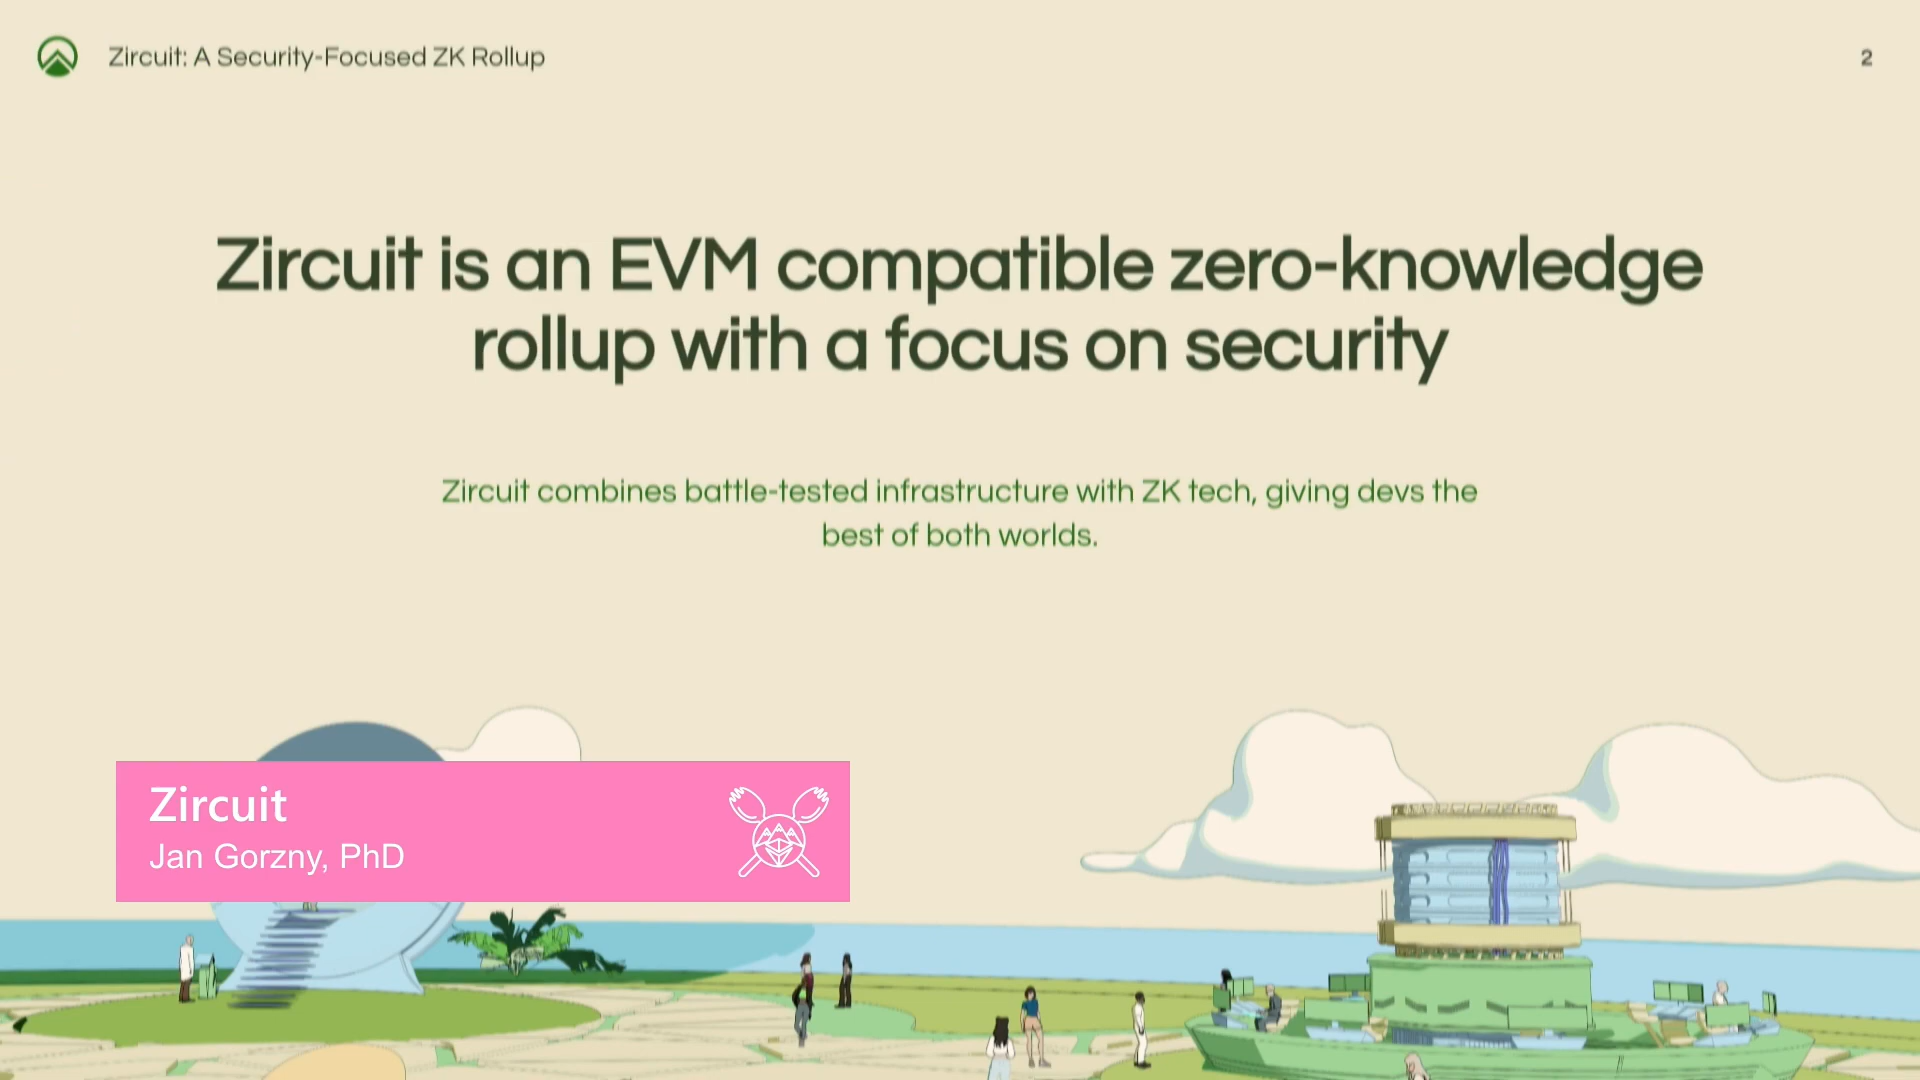 Zircuit: A Security-Focused ZK Rollup
2
Zircuit is an EVM compatible zero-knowledge
rollup with a focus on security
Zircuit combines battle-tested infrastructure with ZK tech, giving devs the
best of both worlds.
Zircuit
Jan Gorzny, PhD